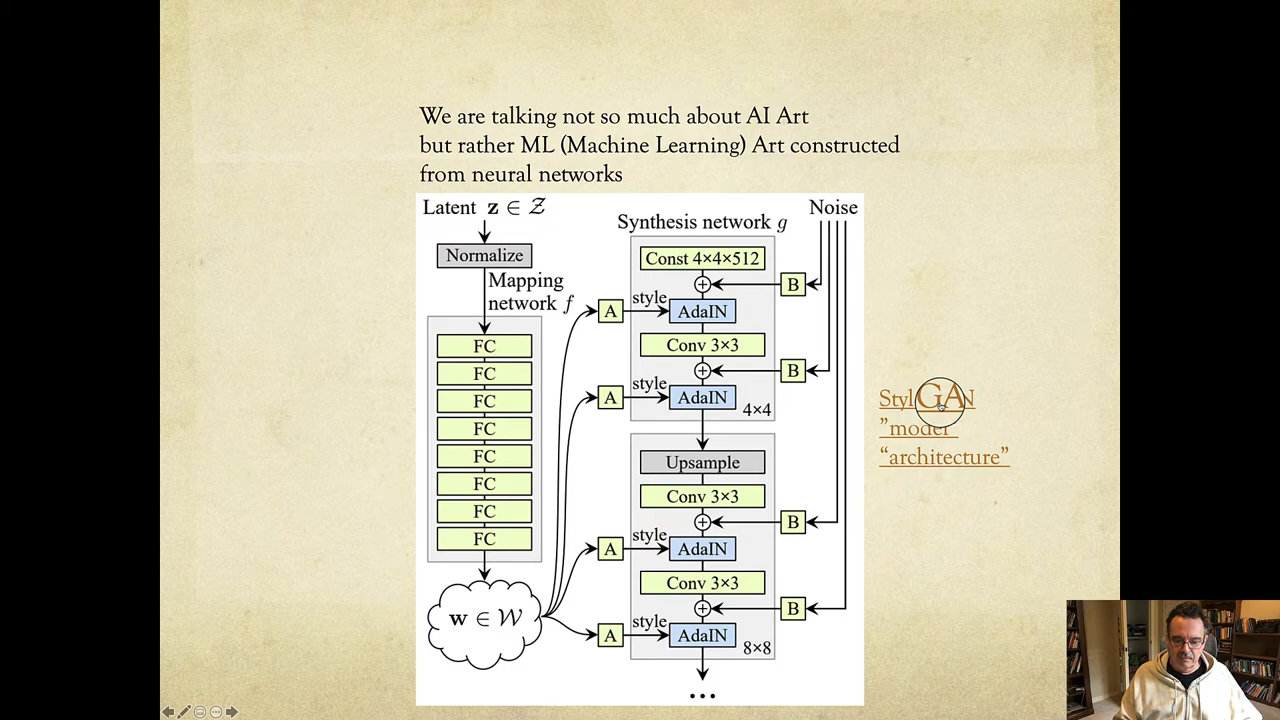 We are talking not so much about AI Art
but rather ML (Machine Learning) Art constructed
from neural networks
Latent z ∈ 𝒵
Normalize
Mapping
network f
FC
FC
FC
FC
FC
FC
FC
FC
w ∈ 𝒲
Synthesis network g
Noise
Const 4×4×512
B
A
style
AdaIN
Conv 3×3
B
A
style
AdaIN
4×4
Upsample
Conv 3×3
B
A
style
AdaIN
Conv 3×3
B
A
style
AdaIN
8×8
...
StylGAN
”model”
“architecture”